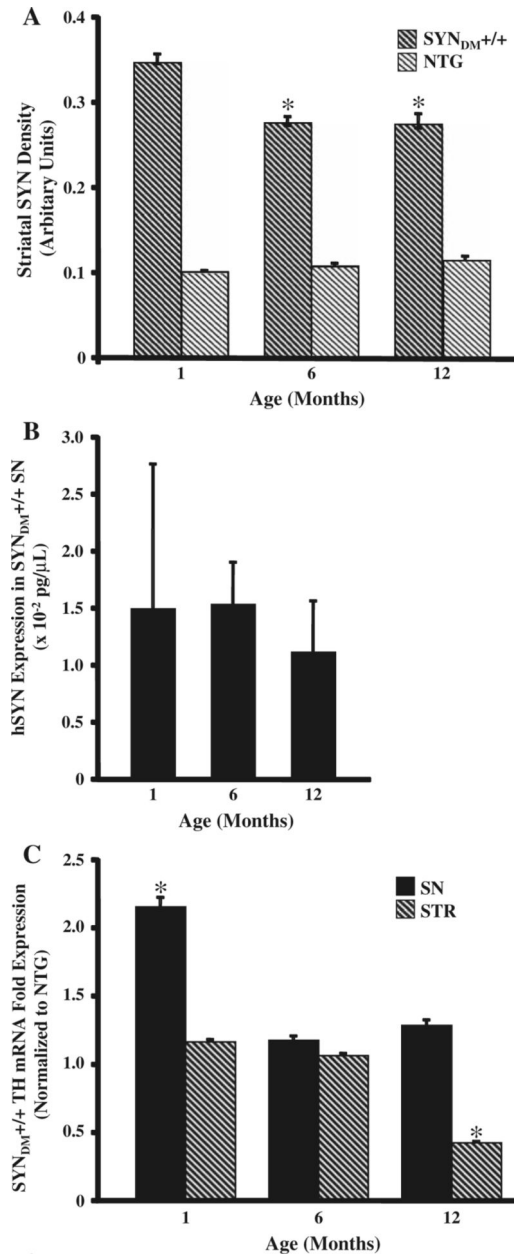 A
SYN_DM+/+
NTG
Striatal SYN Density
(Arbitary Units)
0.4
0.3
0.2
0.1
0
*
*
1 6 12
Age (Months)
B
hSYN Expression in SYN_DM+/+ SN
(x 10-2 pg/μL)
3.0
2.5
2.0
1.5
1.0
0.5
0
1 6 12
Age (Months)
C
SN
STR
SYN_DM+/+ TH mRNA Fold Expression
(Normalized to NTG)
2.5
2.0
1.5
1.0
0.5
0
*
*
1 6 12
Age (Months)